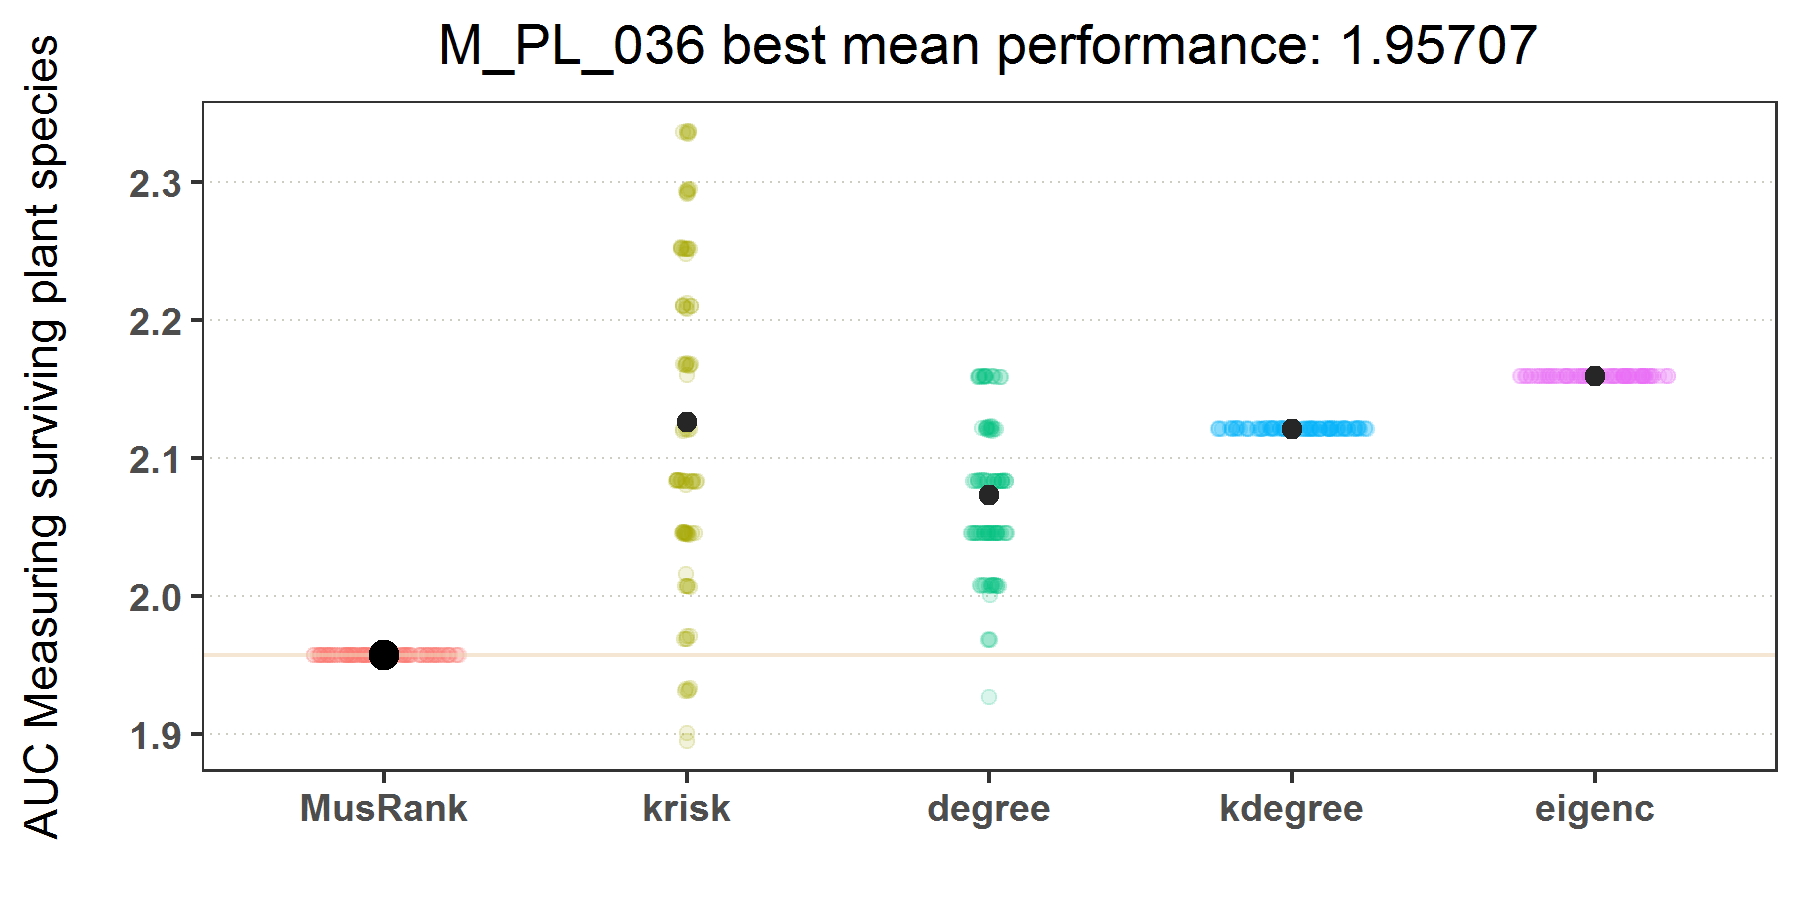 M_PL_036 best mean performance: 1.95707
AUC Measuring surviving plant species
2.3
2.2
2.1
2.0
1.9
MusRank krisk degree kdegree eigenc